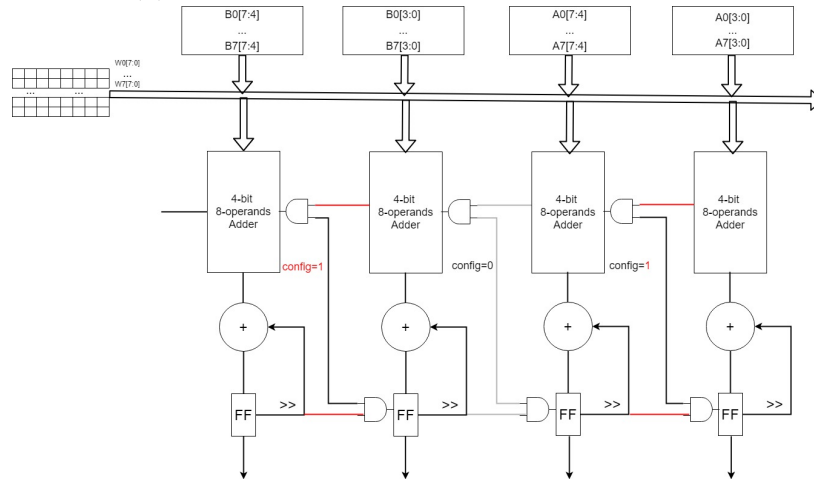 B0[7:4]
...
B7[7:4]
B0[3:0]
...
B7[3:0]
A0[7:4]
...
A7[7:4]
A0[3:0]
...
A7[3:0]
W0[7:0]
...
W7[7:0]
... ...
4-bit
8-operands
Adder
4-bit
8-operands
Adder
4-bit
8-operands
Adder
4-bit
8-operands
Adder
config=1
config=0
config=1
+
+
+
+
FF
>>
FF
>>
FF
>>
FF
>>